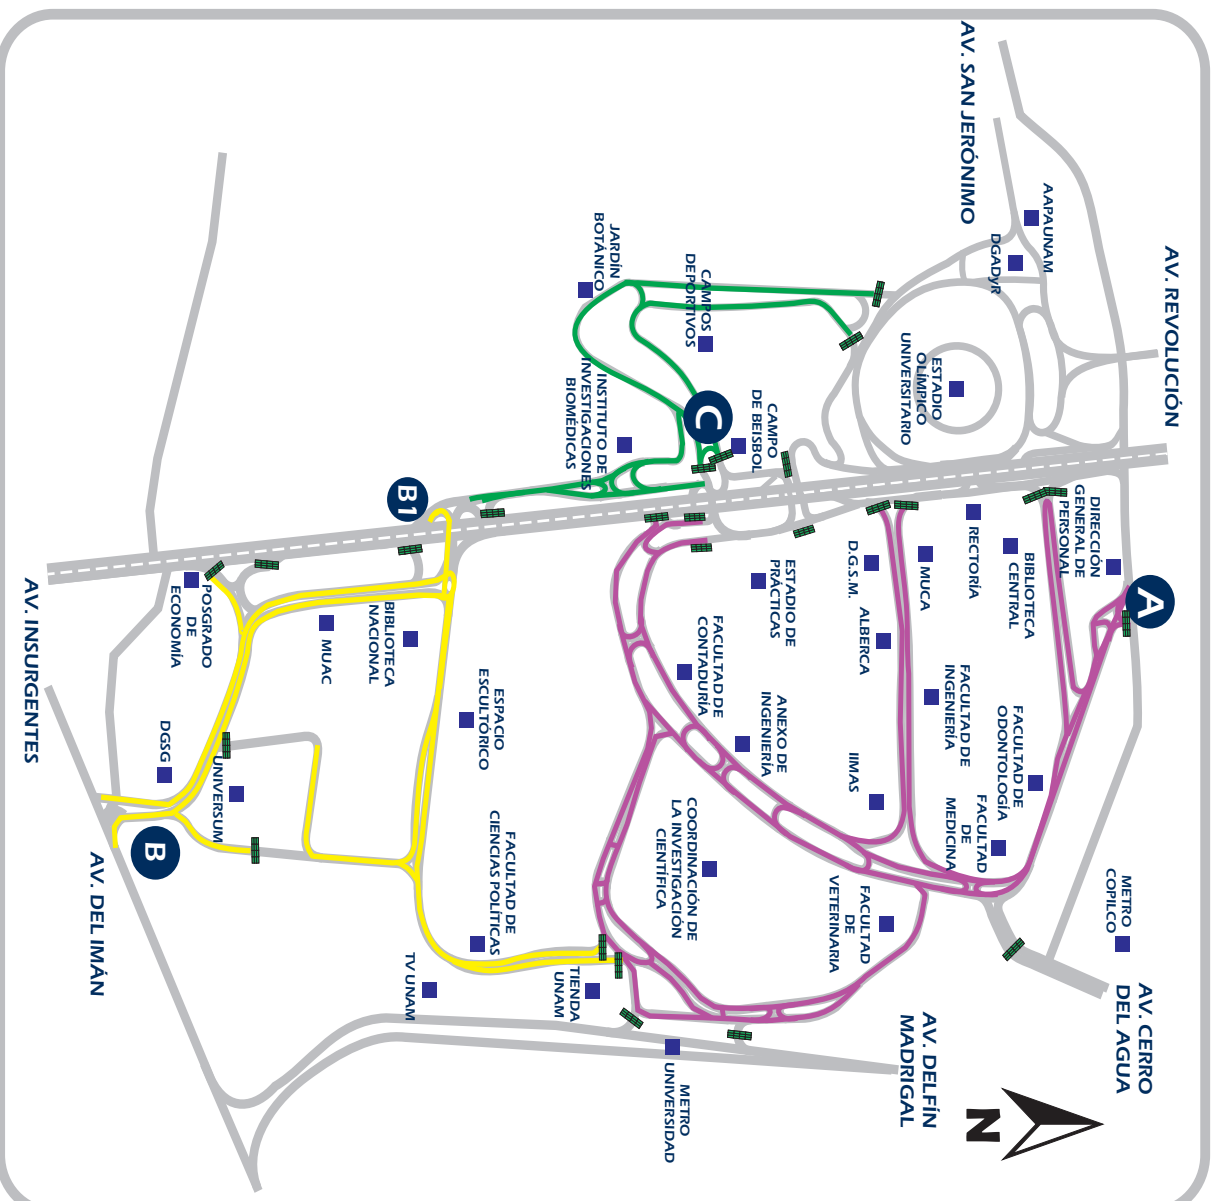 AV. REVOLUCIÓN
A
AV. CERRO
DEL AGUA
METRO
COPILCO
DIRECCIÓN
GENERAL DE
PERSONAL
AAPAUNAM
DGADyR
BIBLIOTECA
CENTRAL
FACULTAD DE
ODONTOLOGÍA
FACULTAD
DE
MEDICINA
AV. SAN JERÓNIMO
RECTORÍA
FACULTAD DE
INGENIERÍA
N
ESTADIO
OLÍMPICO
UNIVERSITARIO
MUCA
AV. DELFÍN
MADRIGAL
D.G.S.M.
ALBERCA
IIMAS
FACULTAD
DE
VETERINARIA
CAMPO
DE BEISBOL
ESTADIO DE
PRÁCTICAS
ANEXO DE
INGENIERÍA
CAMPOS
DEPORTIVOS
C
FACULTAD DE
CONTADURÍA
COORDINACIÓN DE
LA INVESTIGACIÓN
CIENTÍFICA
METRO
UNIVERSIDAD
JARDÍN
BOTÁNICO
INSTITUTO DE
INVESTIGACIONES
BIOMÉDICAS
TIENDA
UNAM
ESPACIO
ESCULTÓRICO
FACULTAD DE
CIENCIAS POLÍTICAS
B1
TV UNAM
BIBLIOTECA
NACIONAL
MUAC
POSGRADO
DE
ECONOMÍA
UNIVERSUM
DGSG
B
AV. DEL IMÁN
AV. INSURGENTES